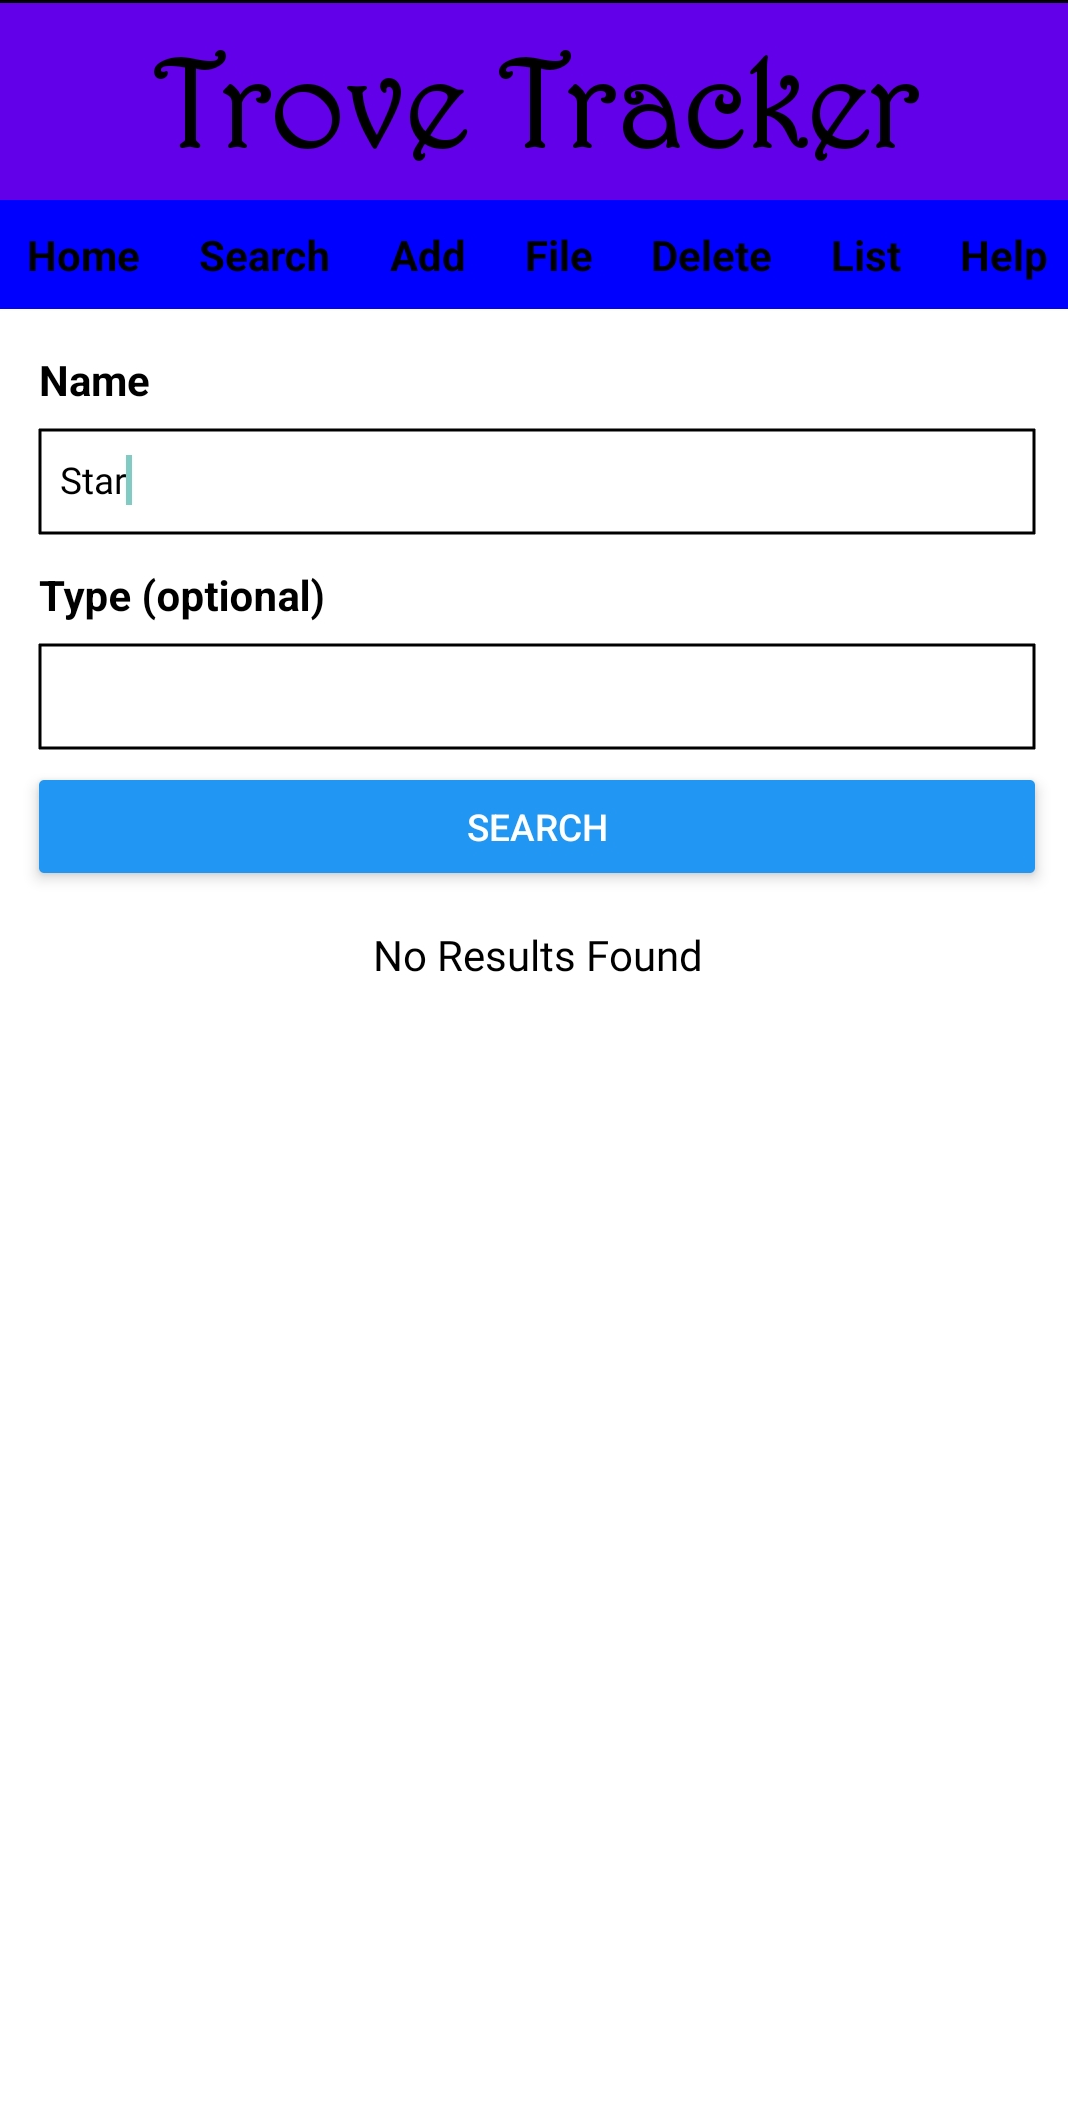 Trove Tracker
Home Search Add File Delete List Help
Name
Star
Type (optional)
SEARCH
No Results Found